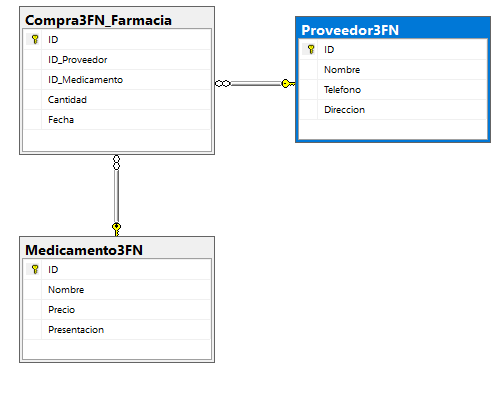 Compra3FN_Farmacia
ID
ID_Proveedor
ID_Medicamento
Cantidad
Fecha
Proveedor3FN
ID
Nombre
Telefono
Direccion
Medicamento3FN
ID
Nombre
Precio
Presentacion